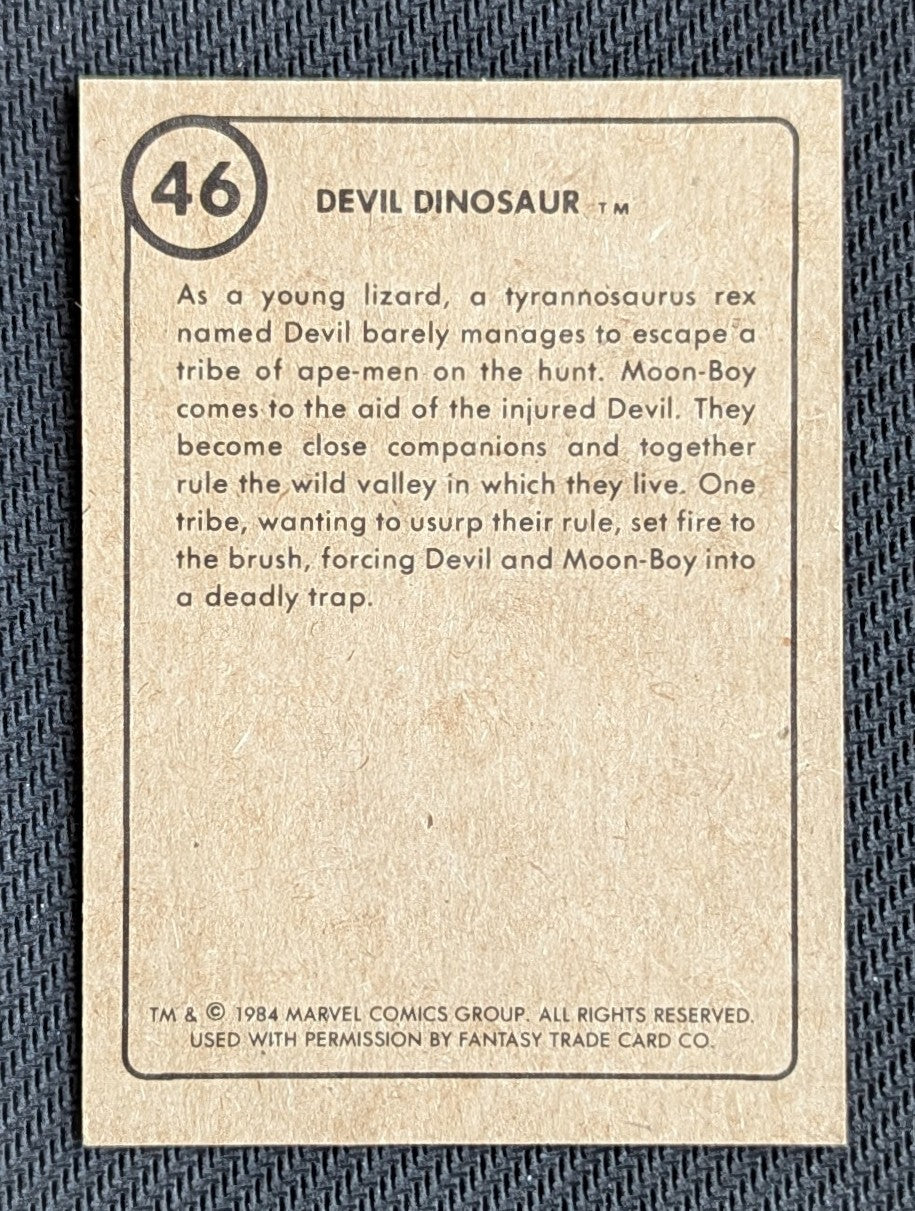 46
DEVIL DINOSAUR TM
As a young lizard, a tyrannosaurus rex
named Devil barely manages to escape a
tribe of ape-men on the hunt. Moon-Boy
comes to the aid of the injured Devil. They
become close companions and together
rule the wild valley in which they live. One
tribe, wanting to usurp their rule, set fire to
the brush, forcing Devil and Moon-Boy into
a deadly trap.
TM & © 1984 MARVEL COMICS GROUP. ALL RIGHTS RESERVED.
USED WITH PERMISSION BY FANTASY TRADE CARD CO.